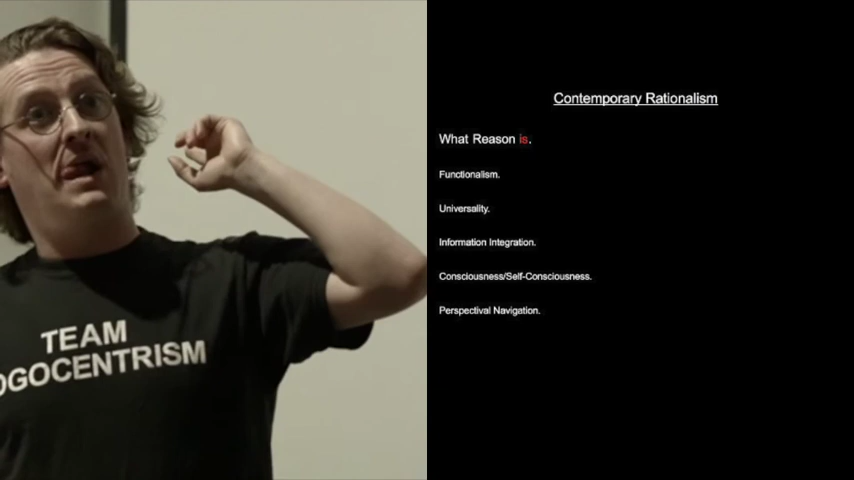 TEAM
OGOCENTRISM
Contemporary Rationalism
What Reason is.
Functionalism.
Universality.
Information Integration.
Consciousness/Self-Consciousness.
Perspectival Navigation.